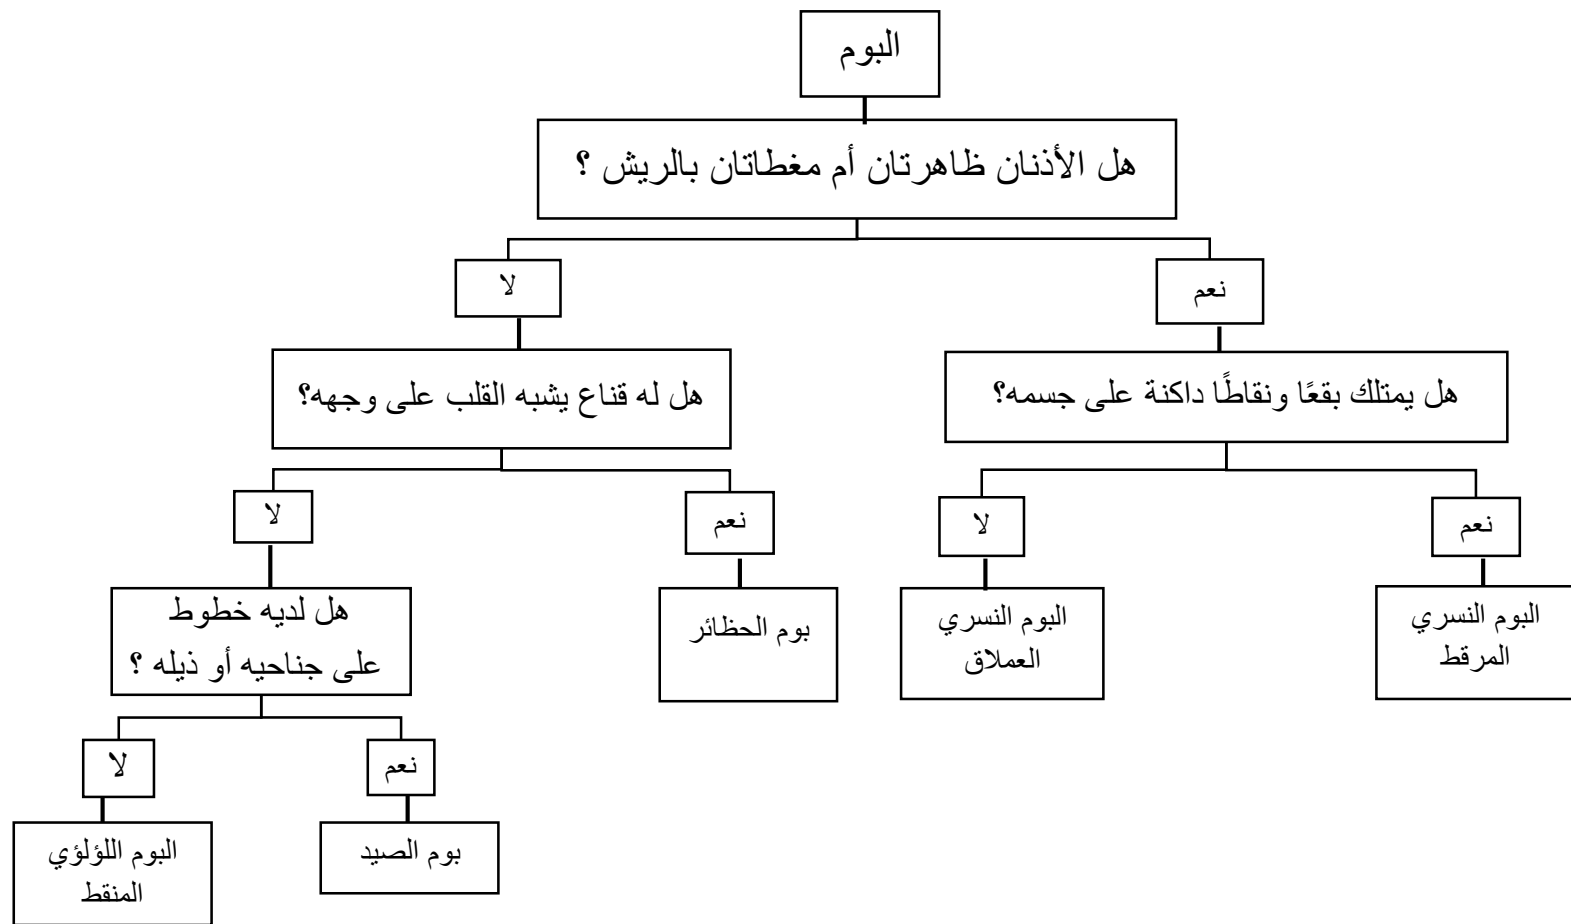 البوم
هل الأذنان ظاهرتان أم مغطاتان بالريش ؟
نعم
لا
هل يمتلك بقعًا ونقاطًا داكنة على جسمه؟
هل له قناع يشبه القلب على وجهه؟
نعم
لا
نعم
لا
البوم النسري
المرقط
البوم النسري
العملاق
بوم الحظائر
هل لديه خطوط
على جناحيه أو ذيله ؟
نعم
لا
بوم الصيد
البوم اللؤلؤي
المنقط